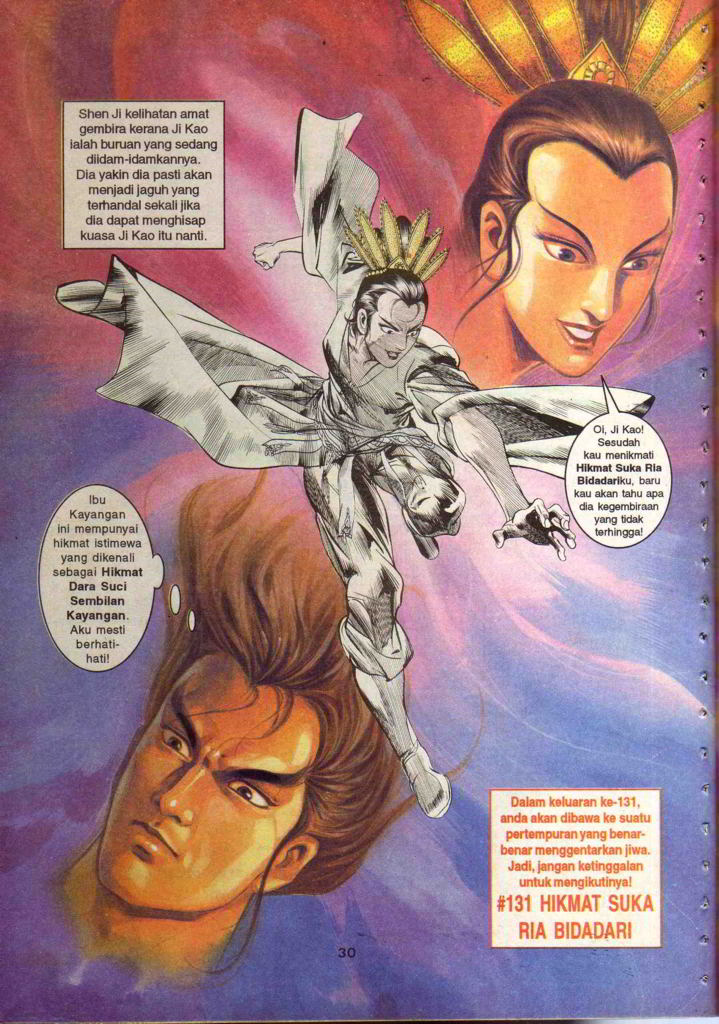 Shen Ji kelihatan amat
gembira kerana Ji Kao
ialah buruan yang sedang
diidam-idamkannya.
Dia yakin dia pasti akan
menjadi jaguh yang
terhandal sekali jika
dia dapat menghisap
kuasa Ji Kao itu nanti.
Oi, Ji Kao!
Sesudah
kau menikmati
Hikmat Suka Ria
Bidadariku, baru
kau akan tahu apa
dia kegembiraan
yang tidak
terhingga!
Ibu
Kayangan
ini mempunyai
hikmat istimewa
yang dikenali
sebagai Hikmat
Dara Suci
Sembilan
Kayangan.
Aku mesti
berhati-
hati!
Dalam keluaran ke-131,
anda akan dibawa ke suatu
pertempuran yang benar-
benar menggentarkan jiwa.
Jadi, jangan ketinggalan
untuk mengikutinya!
#131 HIKMAT SUKA
RIA BIDADARI
30